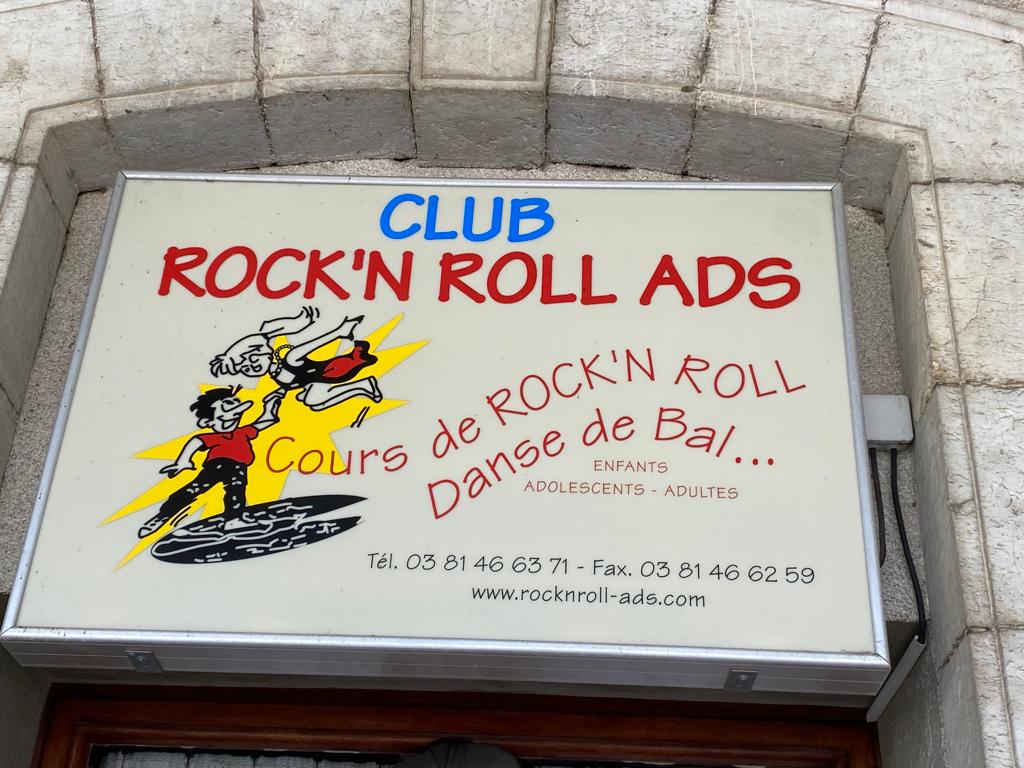 CLUB
ROCK'N ROLL ADS
Cours de ROCK'N ROLL
Danse de Bal...
ENFANTS
ADOLESCENTS - ADULTES
Tél. 03 81 46 63 71 - Fax. 03 81 46 62 59
www.rocknroll-ads.com